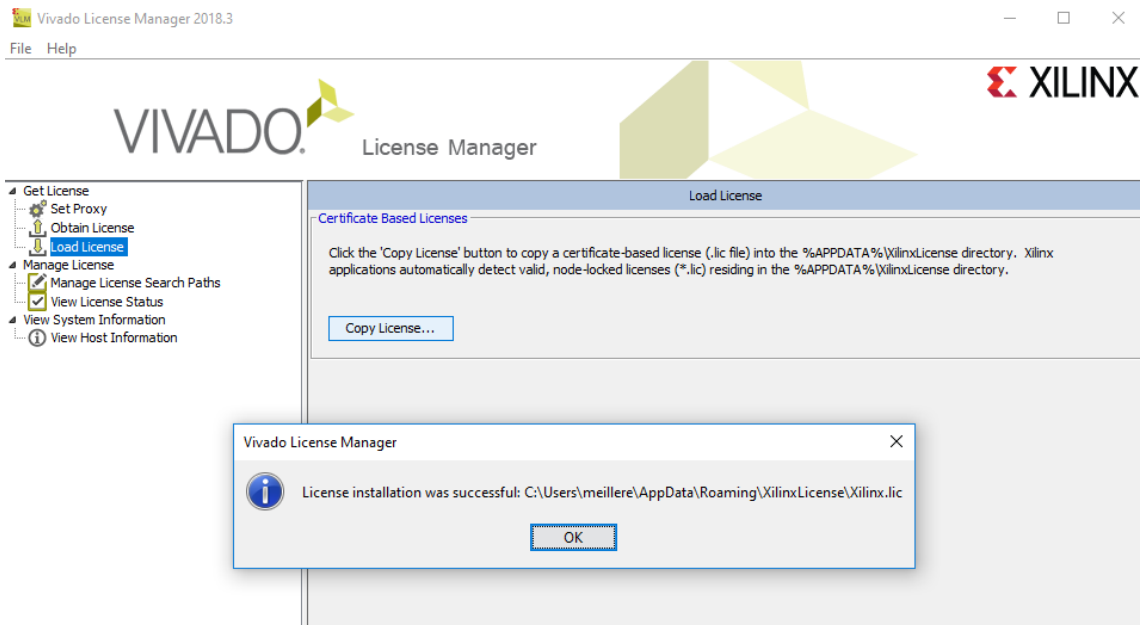 VLM Vivado License Manager 2018.3
File Help
VIVADO.
License Manager
XILINX
Get License
Set Proxy
Obtain License
Load License
Manage License
Manage License Search Paths
View License Status
View System Information
View Host Information
Load License
Certificate Based Licenses
Click the 'Copy License' button to copy a certificate-based license (.lic file) into the %APPDATA%\XilinxLicense directory. Xilinx
applications automatically detect valid, node-locked licenses (*.lic) residing in the %APPDATA%\XilinxLicense directory.
Copy License...
Vivado License Manager
License installation was successful: C:\Users\meillere\AppData\Roaming\XilinxLicense\Xilinx.lic
OK